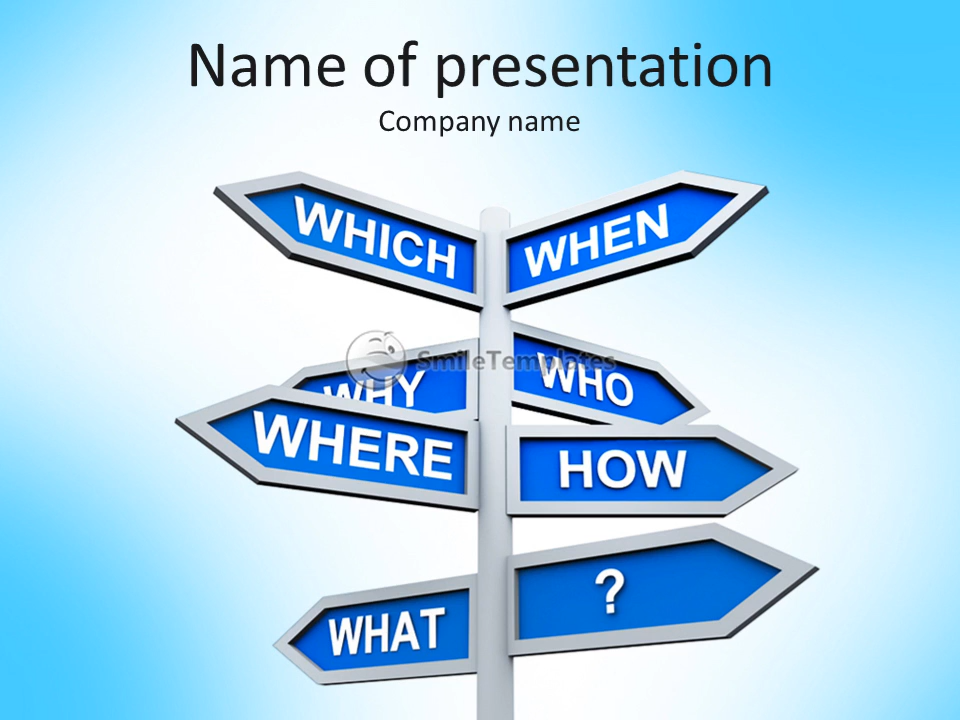 Name of presentation
Company name
WHICH
WHEN
SmileTemplates
WHY
WHO
WHERE
HOW
?
WHAT